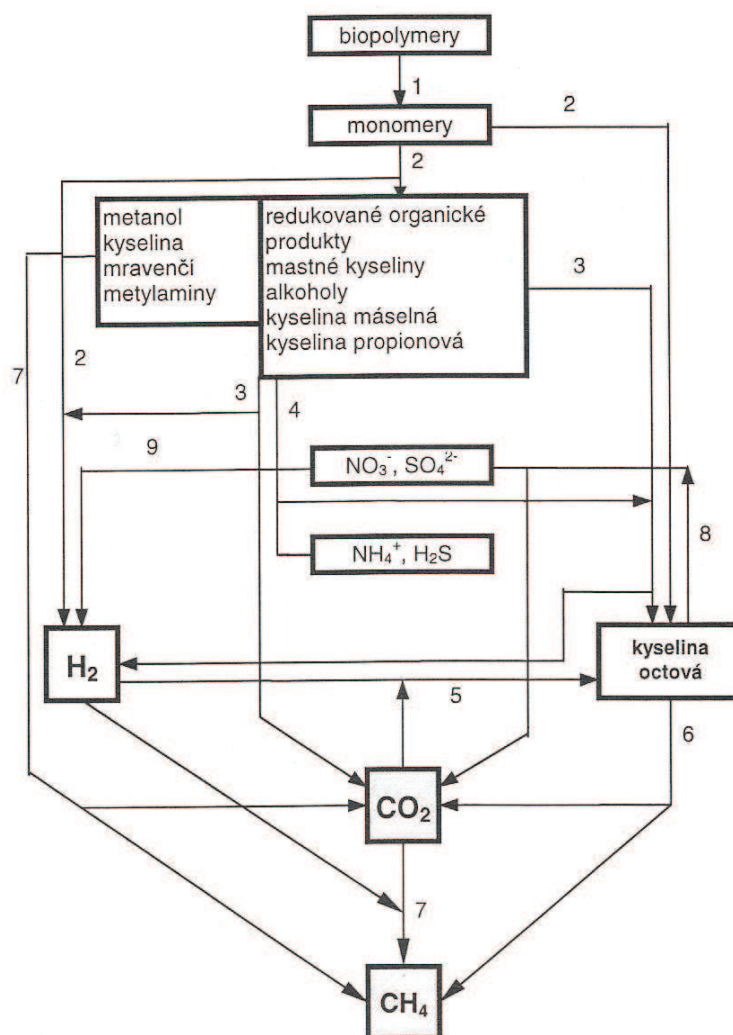 biopolymery
1
2
monomery
2
metanol
kyselina
mravenčí
metylaminy
redukované organické
produkty
mastné kyseliny
alkoholy
kyselina máselná
kyselina propionová
3
7
2
3
4
9
NO₃⁻, SO₄²⁻
8
NH₄⁺, H₂S
H₂
kyselina
octová
5
6
CO₂
7
CH₄